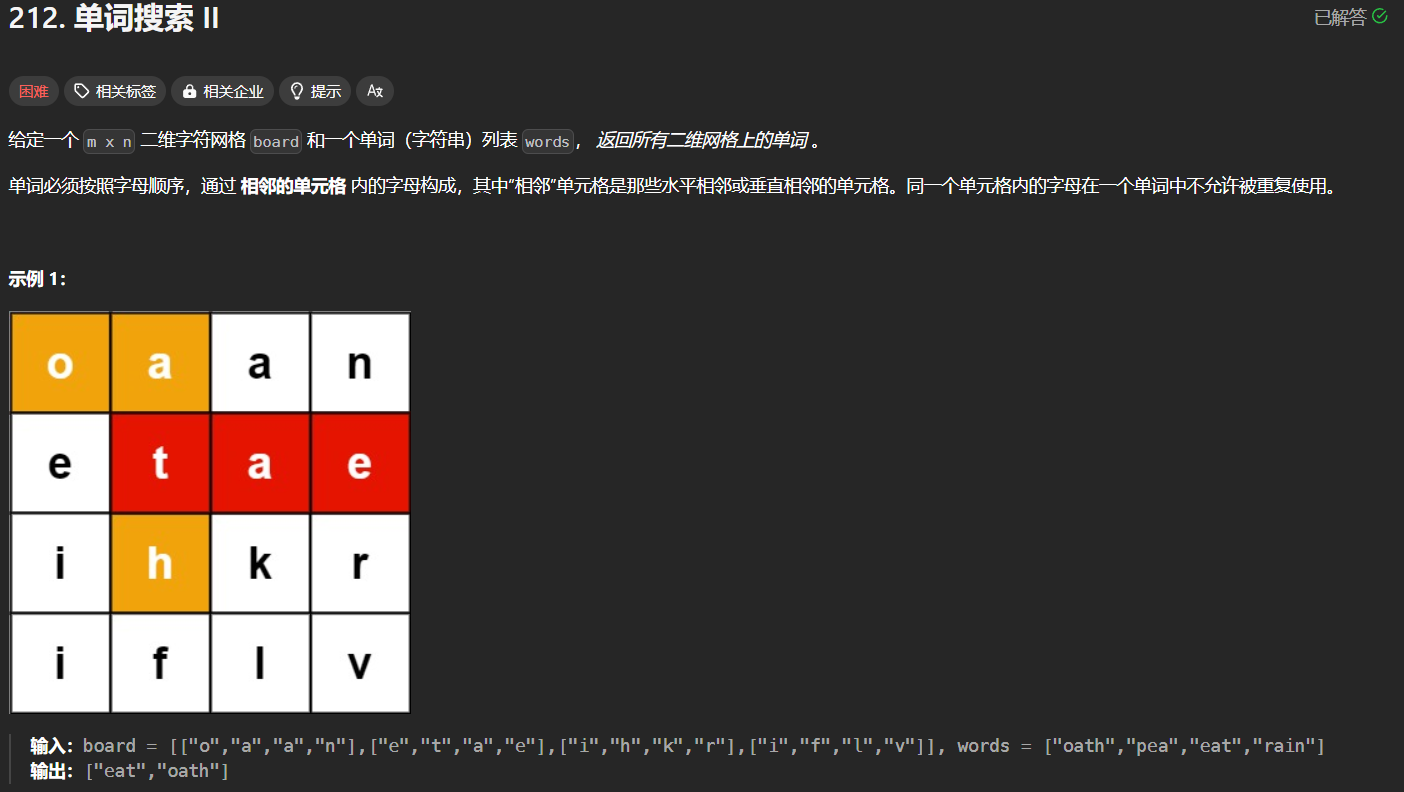 212. 单词搜索 II
已解答
困难 相关标签 相关企业 提示 Ax
给定一个 m x n 二维字符网格 board 和一个单词（字符串）列表 words， 返回所有二维网格上的单词 。
单词必须按照字母顺序，通过 相邻的单元格 内的字母构成，其中“相邻”单元格是那些水平相邻或垂直相邻的单元格。同一个单元格内的字母在一个单词中不允许被重复使用。
示例 1：
o a a n
e t a e
i h k r
i f l v
输入：board = [["o","a","a","n"],["e","t","a","e"],["i","h","k","r"],["i","f","l","v"]], words = ["oath","pea","eat","rain"]
输出：["eat","oath"]